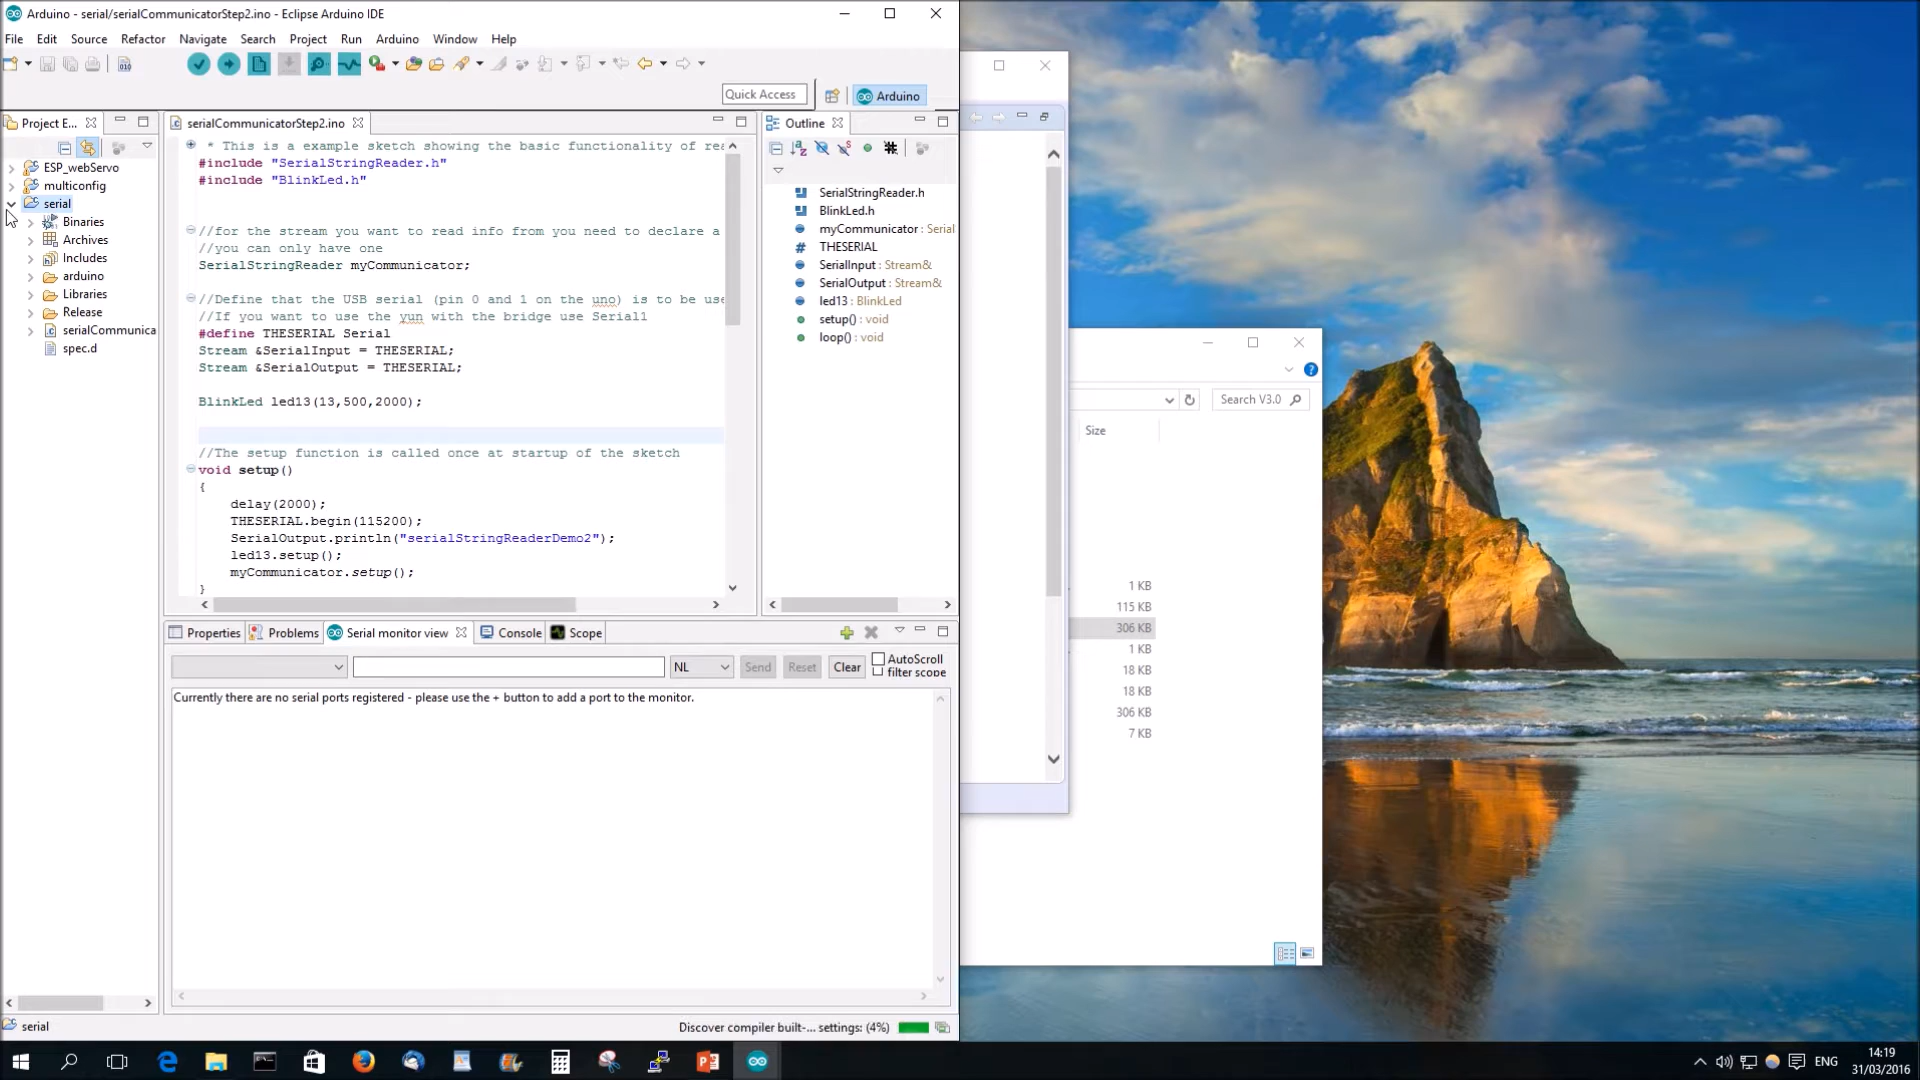 Arduino - serial/serialCommunicatorStep2.ino - Eclipse Arduino IDE
File Edit Source Refactor Navigate Search Project Run Arduino Window Help
010
Quick Access
Arduino
Project E...
ESP_webServo
multiconfig
serial
Binaries
Archives
Includes
arduino
Libraries
Release
serialCommunica
spec.d
serialCommunicatorStep2.ino
* This is a example sketch showing the basic functionality of rea
#include "SerialStringReader.h"
#include "BlinkLed.h"
//for the stream you want to read info from you need to declare a
//you can only have one
SerialStringReader myCommunicator;
//Define that the USB serial (pin 0 and 1 on the uno) is to be use
//If you want to use the yun with the bridge use Serial1
#define THESERIAL Serial
Stream &SerialInput = THESERIAL;
Stream &SerialOutput = THESERIAL;
BlinkLed led13(13,500,2000);
//The setup function is called once at startup of the sketch
void setup()
{
delay(2000);
THESERIAL.begin(115200);
SerialOutput.println("serialStringReaderDemo2");
led13.setup();
myCommunicator.setup();
}
Outline
SerialStringReader.h
BlinkLed.h
myCommunicator : Serial
THESERIAL
SerialInput : Stream&
SerialOutput : Stream&
led13 : BlinkLed
setup() : void
loop() : void
Properties Problems Serial monitor view Console Scope
NL Send Reset Clear AutoScroll
filter scope
Currently there are no serial ports registered - please use the + button to add a port to the monitor.
serial
Discover compiler built-... settings: (4%)
Search V3.0
Size
1 KB
115 KB
306 KB
1 KB
18 KB
18 KB
306 KB
7 KB
ENG
14:19
31/03/2016